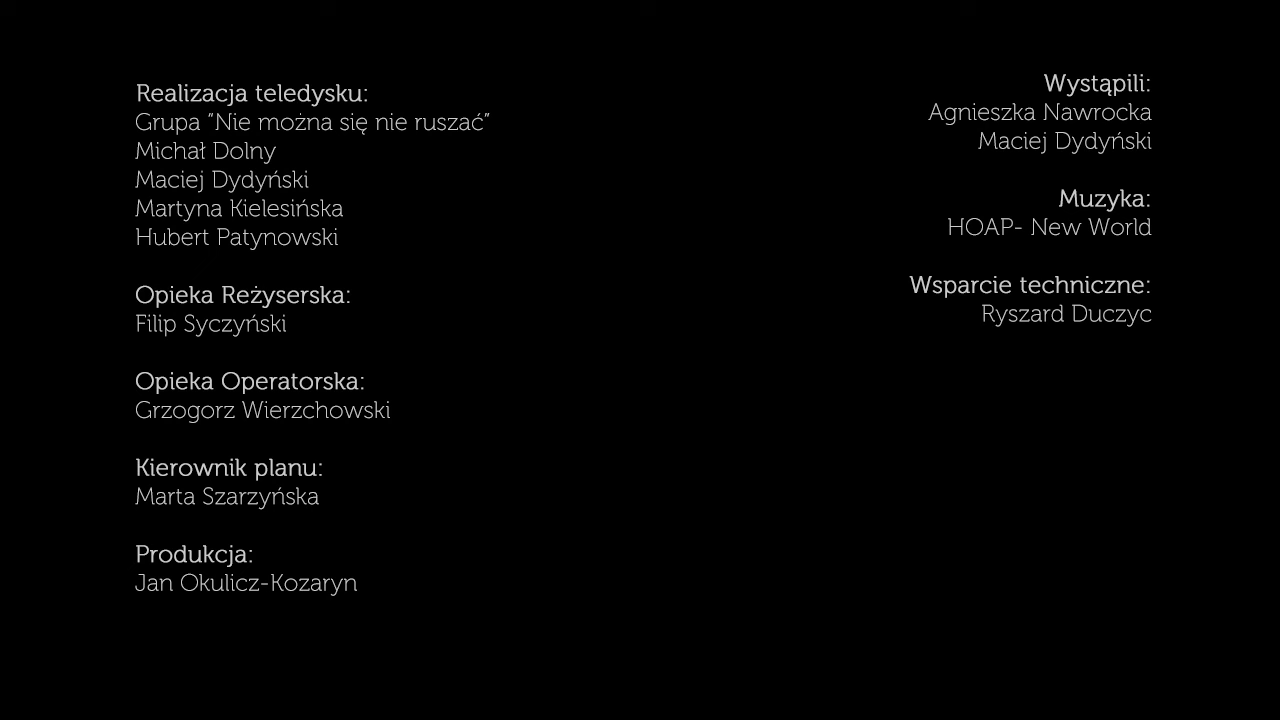 Realizacja teledysku:
Grupa "Nie można się nie ruszać"
Michał Dolny
Maciej Dydyński
Martyna Kielesińska
Hubert Patynowski
Opieka Reżyserska:
Filip Syczyński
Opieka Operatorska:
Grzogorz Wierzchowski
Kierownik planu:
Marta Szarzyńska
Produkcja:
Jan Okulicz-Kozaryn
Wystąpili:
Agnieszka Nawrocka
Maciej Dydyński
Muzyka:
HOAP- New World
Wsparcie techniczne:
Ryszard Duczyc